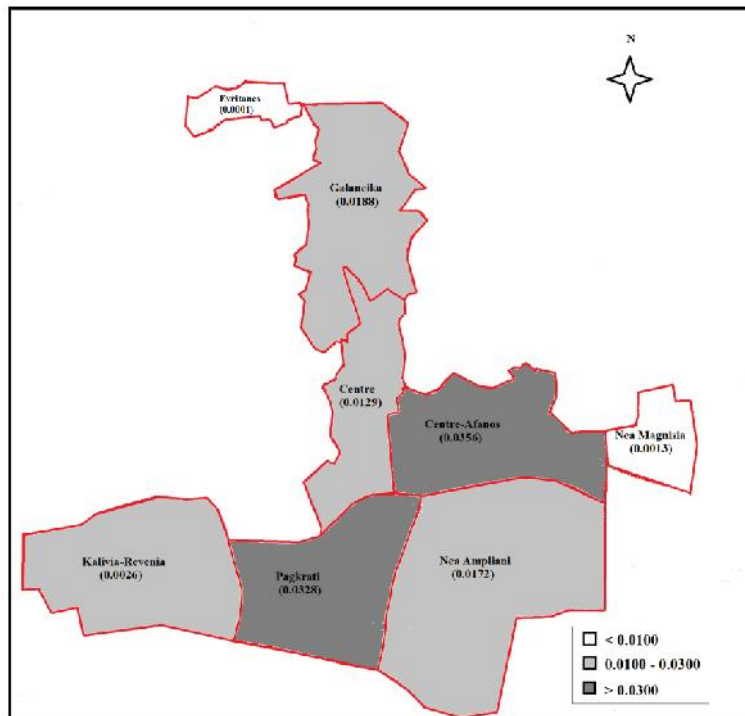 N
Evritanes
(0.0001)
Galaneika
(0.0188)
Centre
(0.0129)
Centre-Afanos
(0.0356)
Nea Magnisia
(0.0013)
Kalivia-Revenia
(0.0026)
Pagkrati
(0.0328)
Nea Ampliani
(0.0172)
< 0.0100
0.0100 - 0.0300
> 0.0300